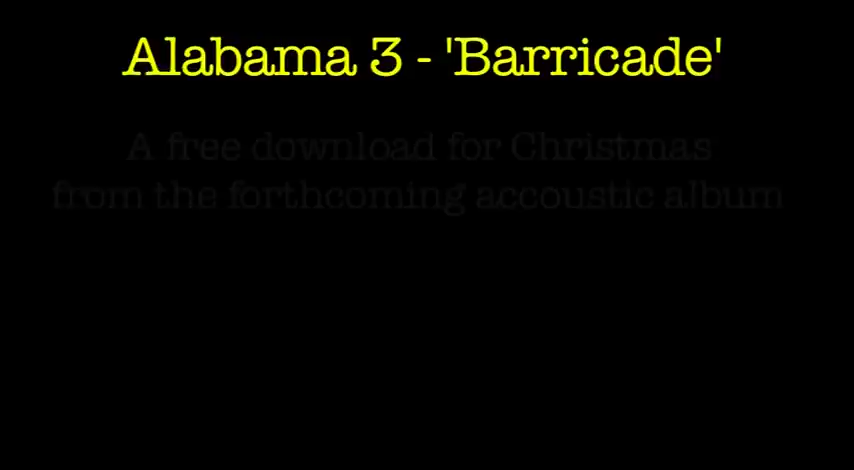 Alabama 3 - 'Barricade'
A free download for Christmas
from the forthcoming accoustic album